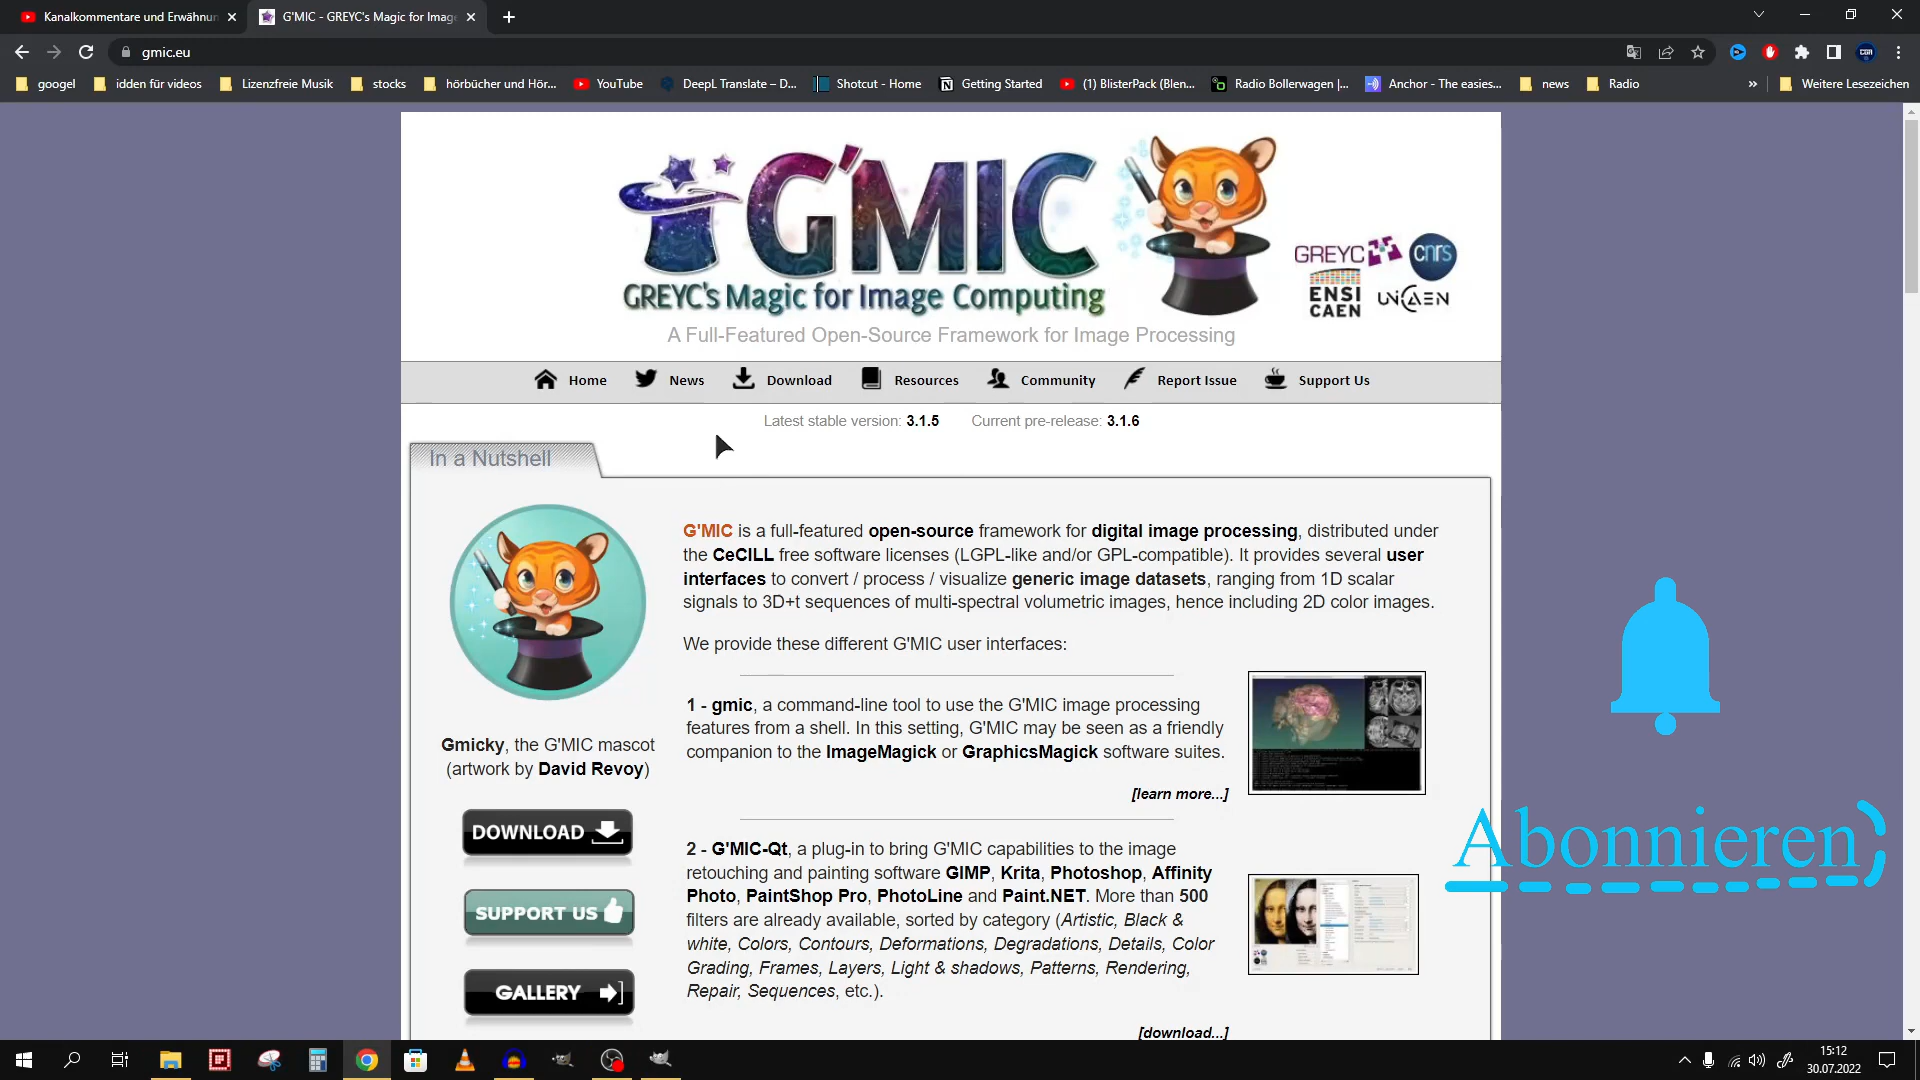 Kanalkommentare und Erwähnun
G'MIC - GREYC's Magic for Image
gmic.eu
googel
idden für videos
Lizenzfreie Musik
stocks
hörbücher und Hör...
YouTube
DeepL Translate – D...
Shotcut - Home
Getting Started
(1) BlisterPack (Blen...
Radio Bollerwagen |...
Anchor - The easies...
news
Radio
»
Weitere Lesezeichen
G'MIC
GREYC's Magic for Image Computing
GREYC
cnrs
ENSI
CAEN
UNICAEN
A Full-Featured Open-Source Framework for Image Processing
Home
News
Download
Resources
Community
Report Issue
Support Us
Latest stable version: 3.1.5 Current pre-release: 3.1.6
In a Nutshell
G'MIC is a full-featured open-source framework for digital image processing, distributed under
the CeCILL free software licenses (LGPL-like and/or GPL-compatible). It provides several user
interfaces to convert / process / visualize generic image datasets, ranging from 1D scalar
signals to 3D+t sequences of multi-spectral volumetric images, hence including 2D color images.
We provide these different G'MIC user interfaces:
1 - gmic, a command-line tool to use the G'MIC image processing
features from a shell. In this setting, G'MIC may be seen as a friendly
companion to the ImageMagick or GraphicsMagick software suites.
[learn more...]
Gmicky, the G'MIC mascot
(artwork by David Revoy)
DOWNLOAD
SUPPORT US
GALLERY
2 - G'MIC-Qt, a plug-in to bring G'MIC capabilities to the image
retouching and painting software GIMP, Krita, Photoshop, Affinity
Photo, PaintShop Pro, PhotoLine and Paint.NET. More than 500
filters are already available, sorted by category (Artistic, Black &
white, Colors, Contours, Deformations, Degradations, Details, Color
Grading, Frames, Layers, Light & shadows, Patterns, Rendering,
Repair, Sequences, etc.).
[download...]
Abonnieren
15:12
30.07.2022